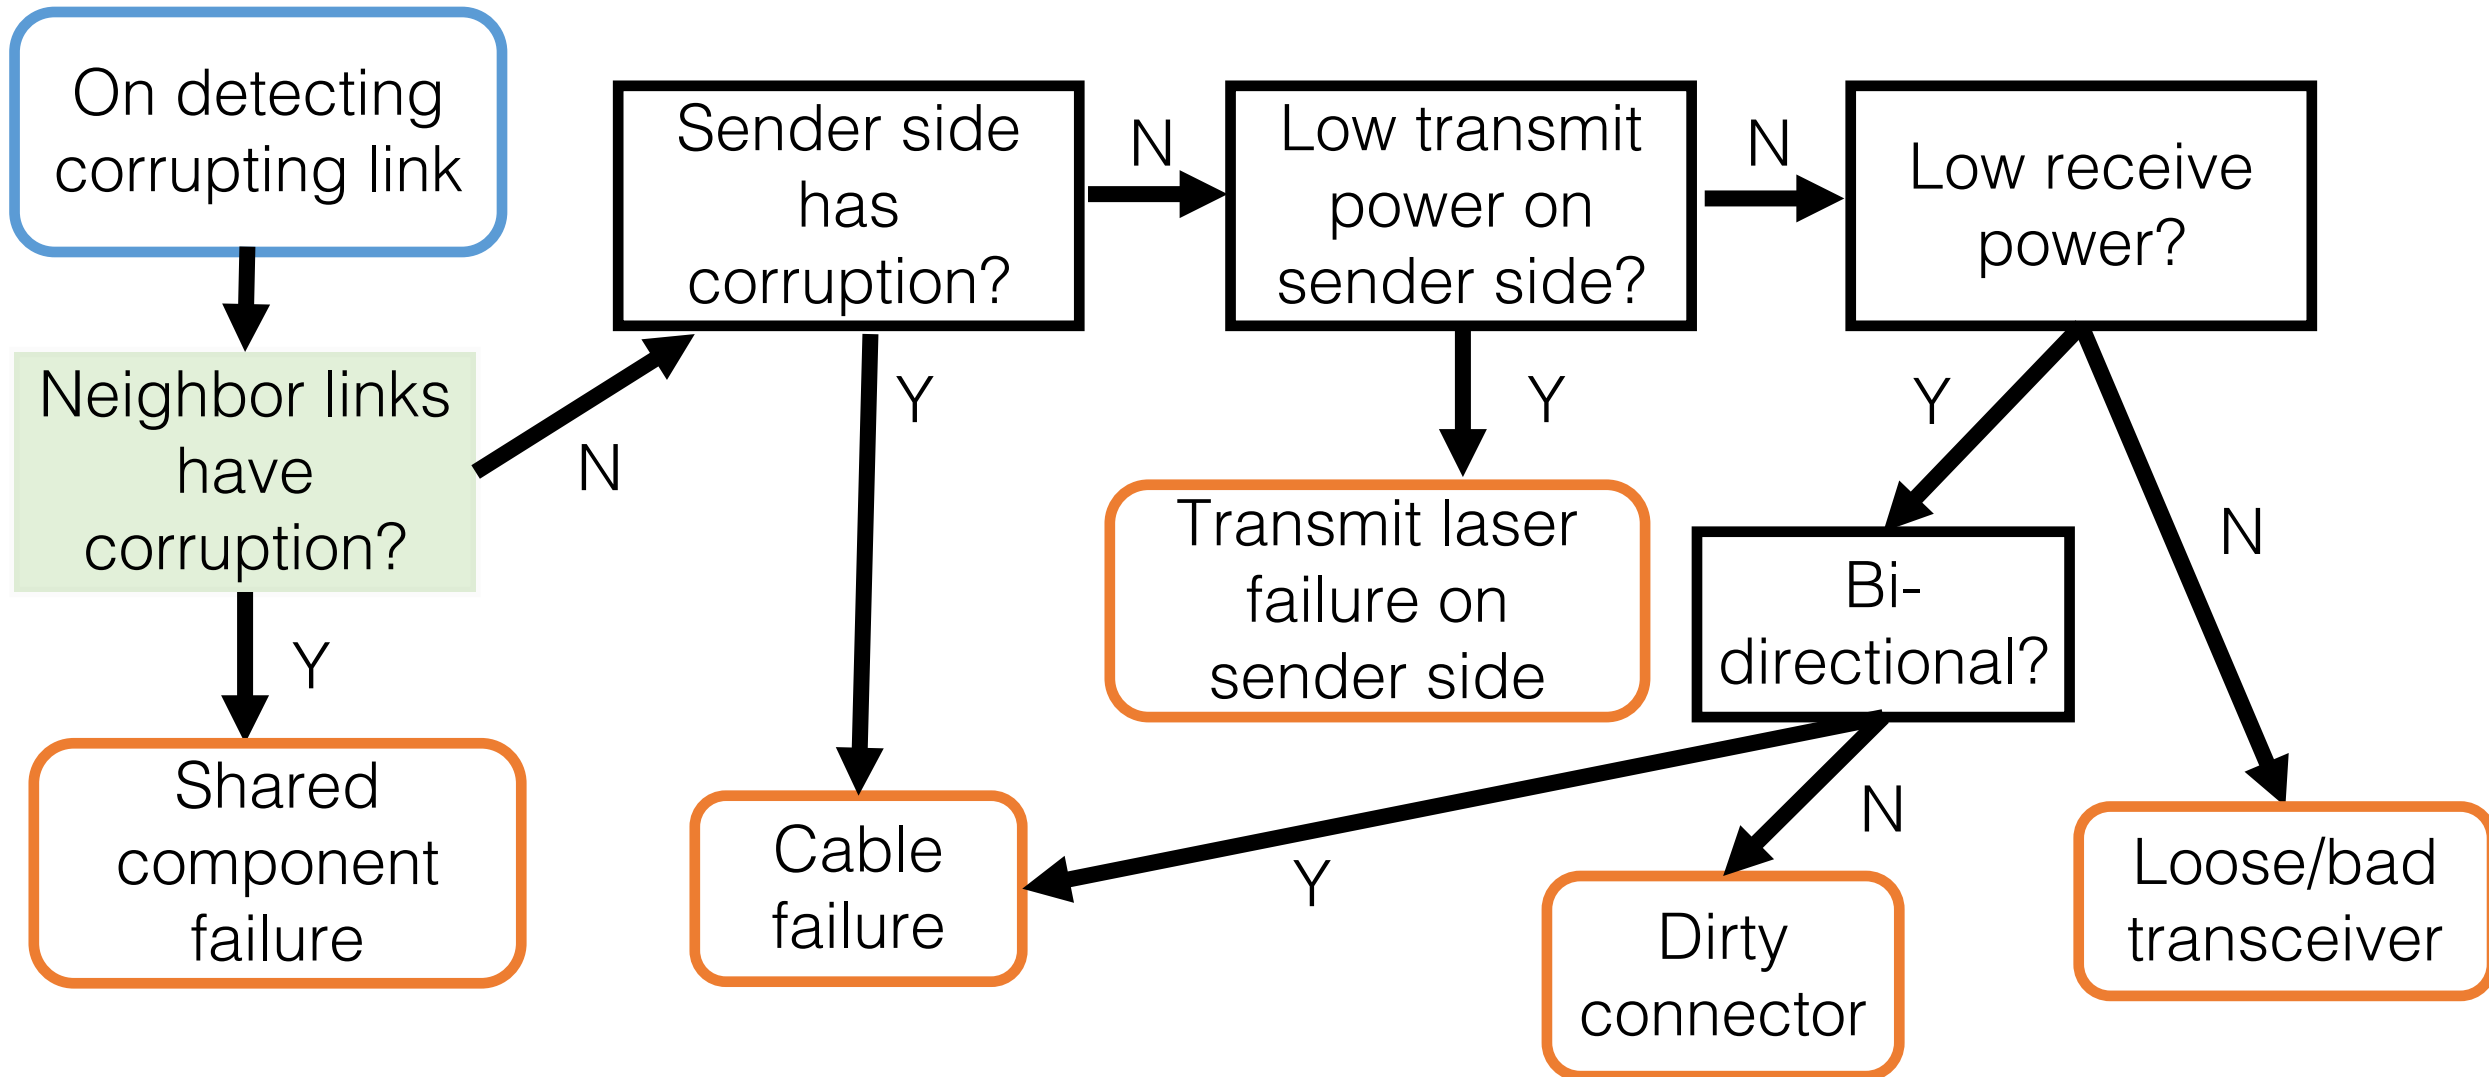 On detecting
corrupting link
Neighbor links
have
corruption?
N
Y
Shared
component
failure
Sender side
has
corruption?
N
Y
Cable
failure
Low transmit
power on
sender side?
N
Y
Transmit laser
failure on
sender side
Low receive
power?
Y
N
Bi-
directional?
Y
N
Dirty
connector
Loose/bad
transceiver